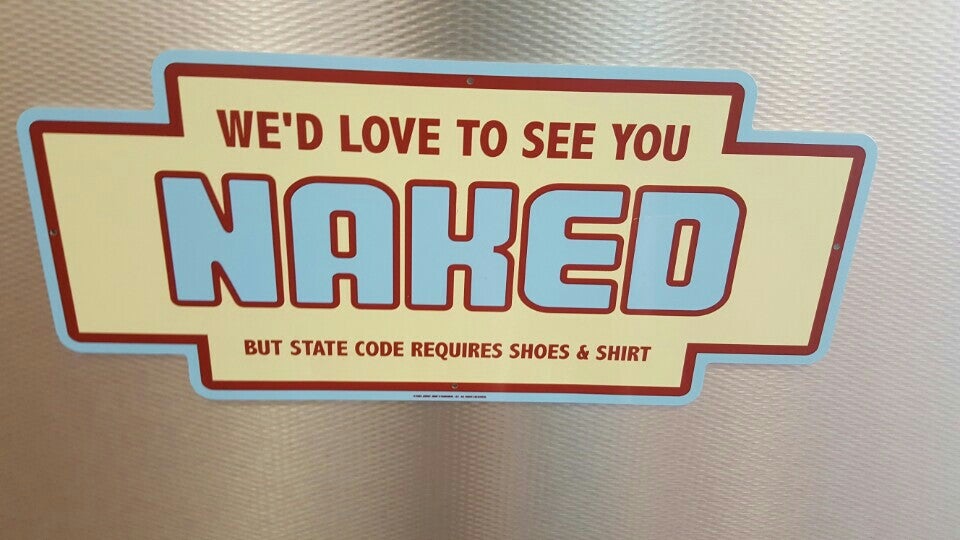 WE'D LOVE TO SEE YOU
NAKED
BUT STATE CODE REQUIRES SHOES & SHIRT